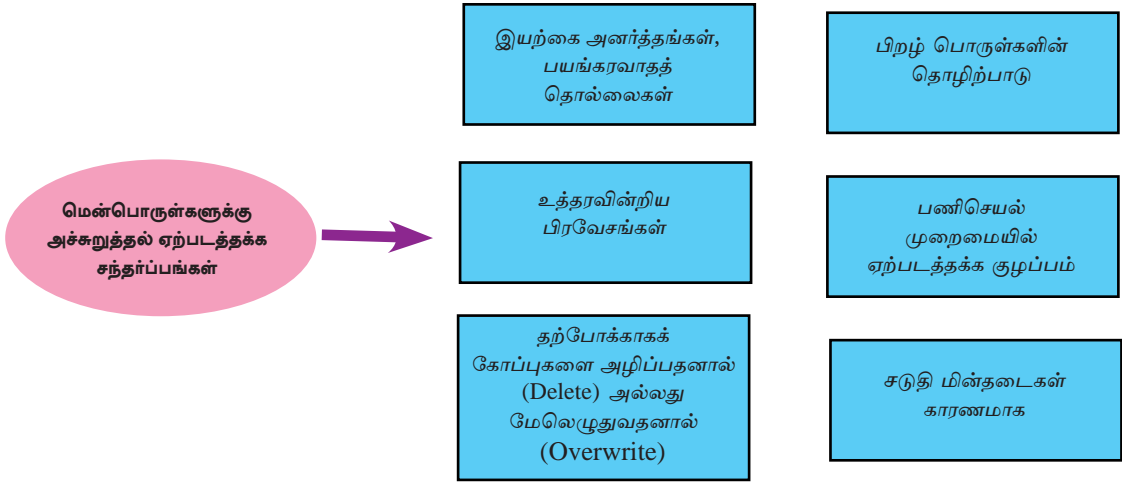 மென்பொருள்களுக்கு
அச்சுறுத்தல் ஏற்படத்தக்க
சந்தர்ப்பங்கள்
இயற்கை அனர்த்தங்கள்,
பயங்கரவாதத்
தொல்லைகள்
பிறழ் பொருள்களின்
தொழிற்பாடு
உத்தரவின்றிய
பிரவேசங்கள்
பணிசெயல்
முறைமையில்
ஏற்படத்தக்க குழப்பம்
தற்போக்காகக்
கோப்புகளை அழிப்பதனால்
(Delete) அல்லது
மேலெழுதுவதனால்
(Overwrite)
சடுதி மின்தடைகள்
காரணமாக